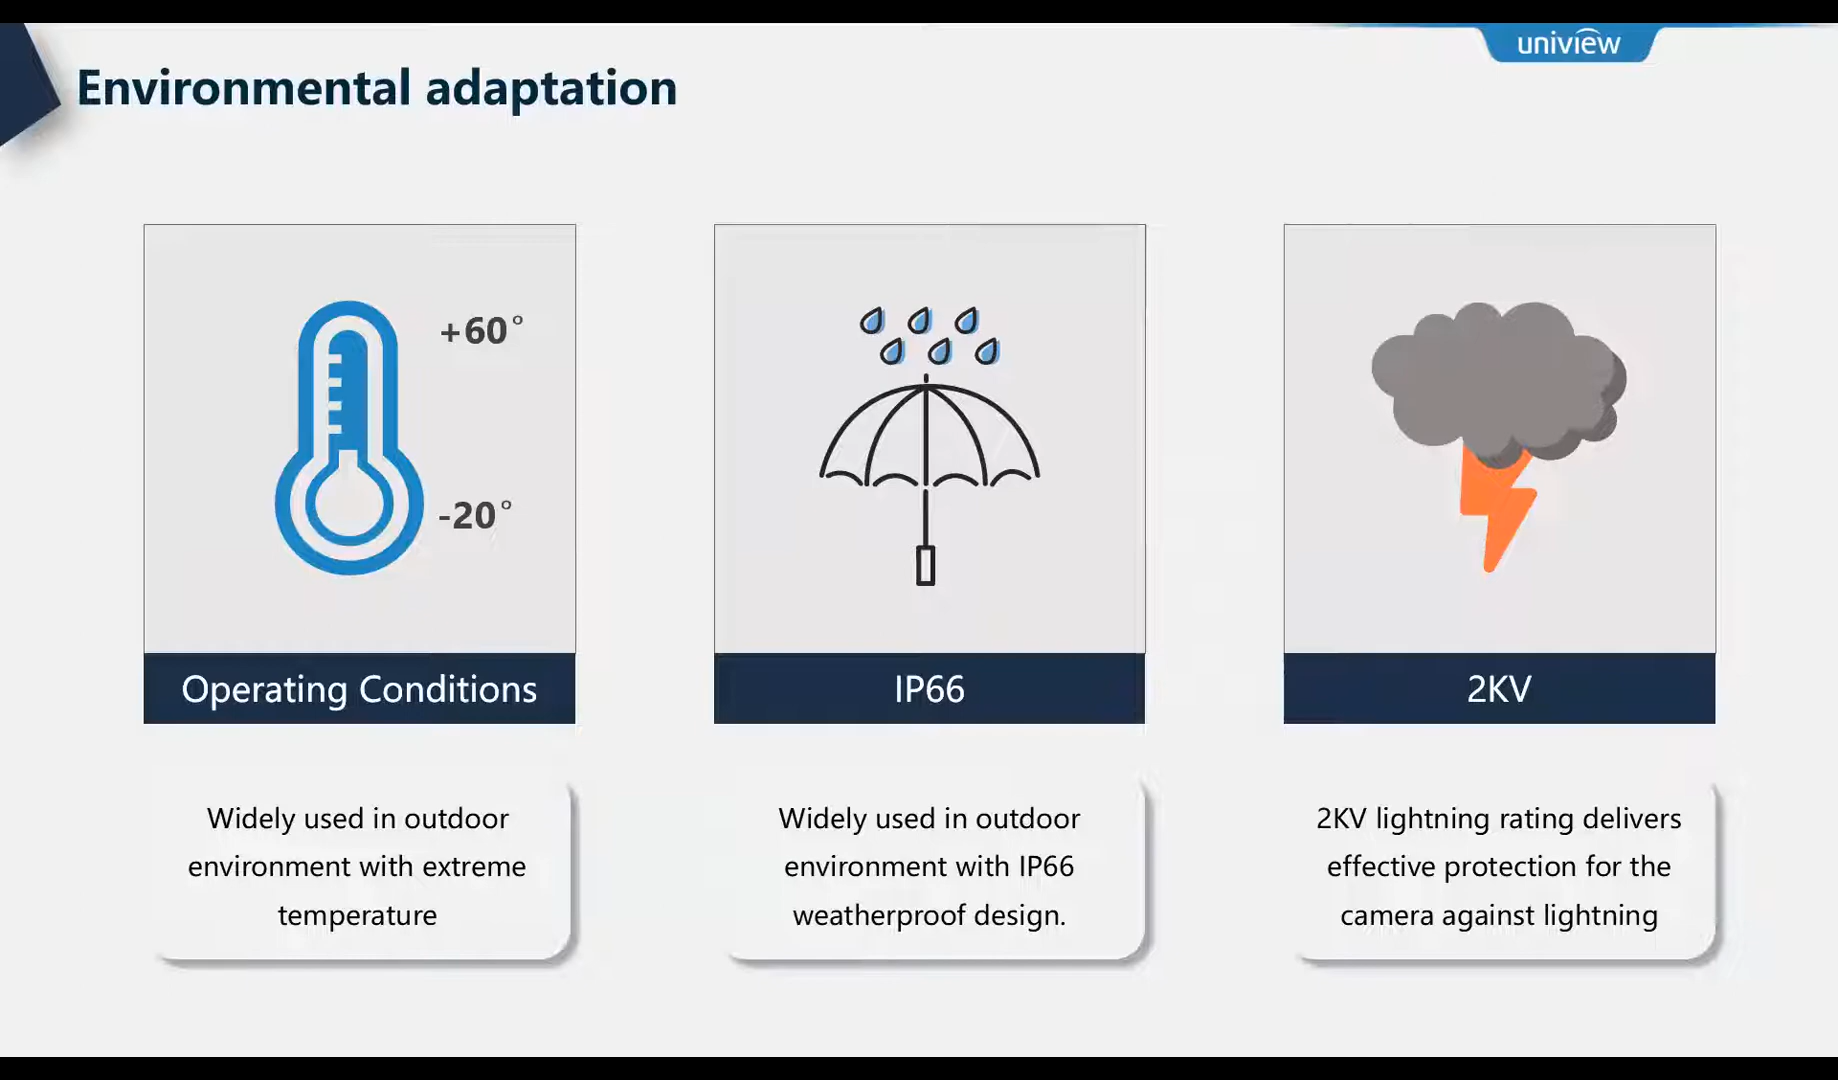 uniview
Environmental adaptation
+60°
-20°
Operating Conditions
IP66
2KV
Widely used in outdoor
environment with extreme
temperature
Widely used in outdoor
environment with IP66
weatherproof design.
2KV lightning rating delivers
effective protection for the
camera against lightning